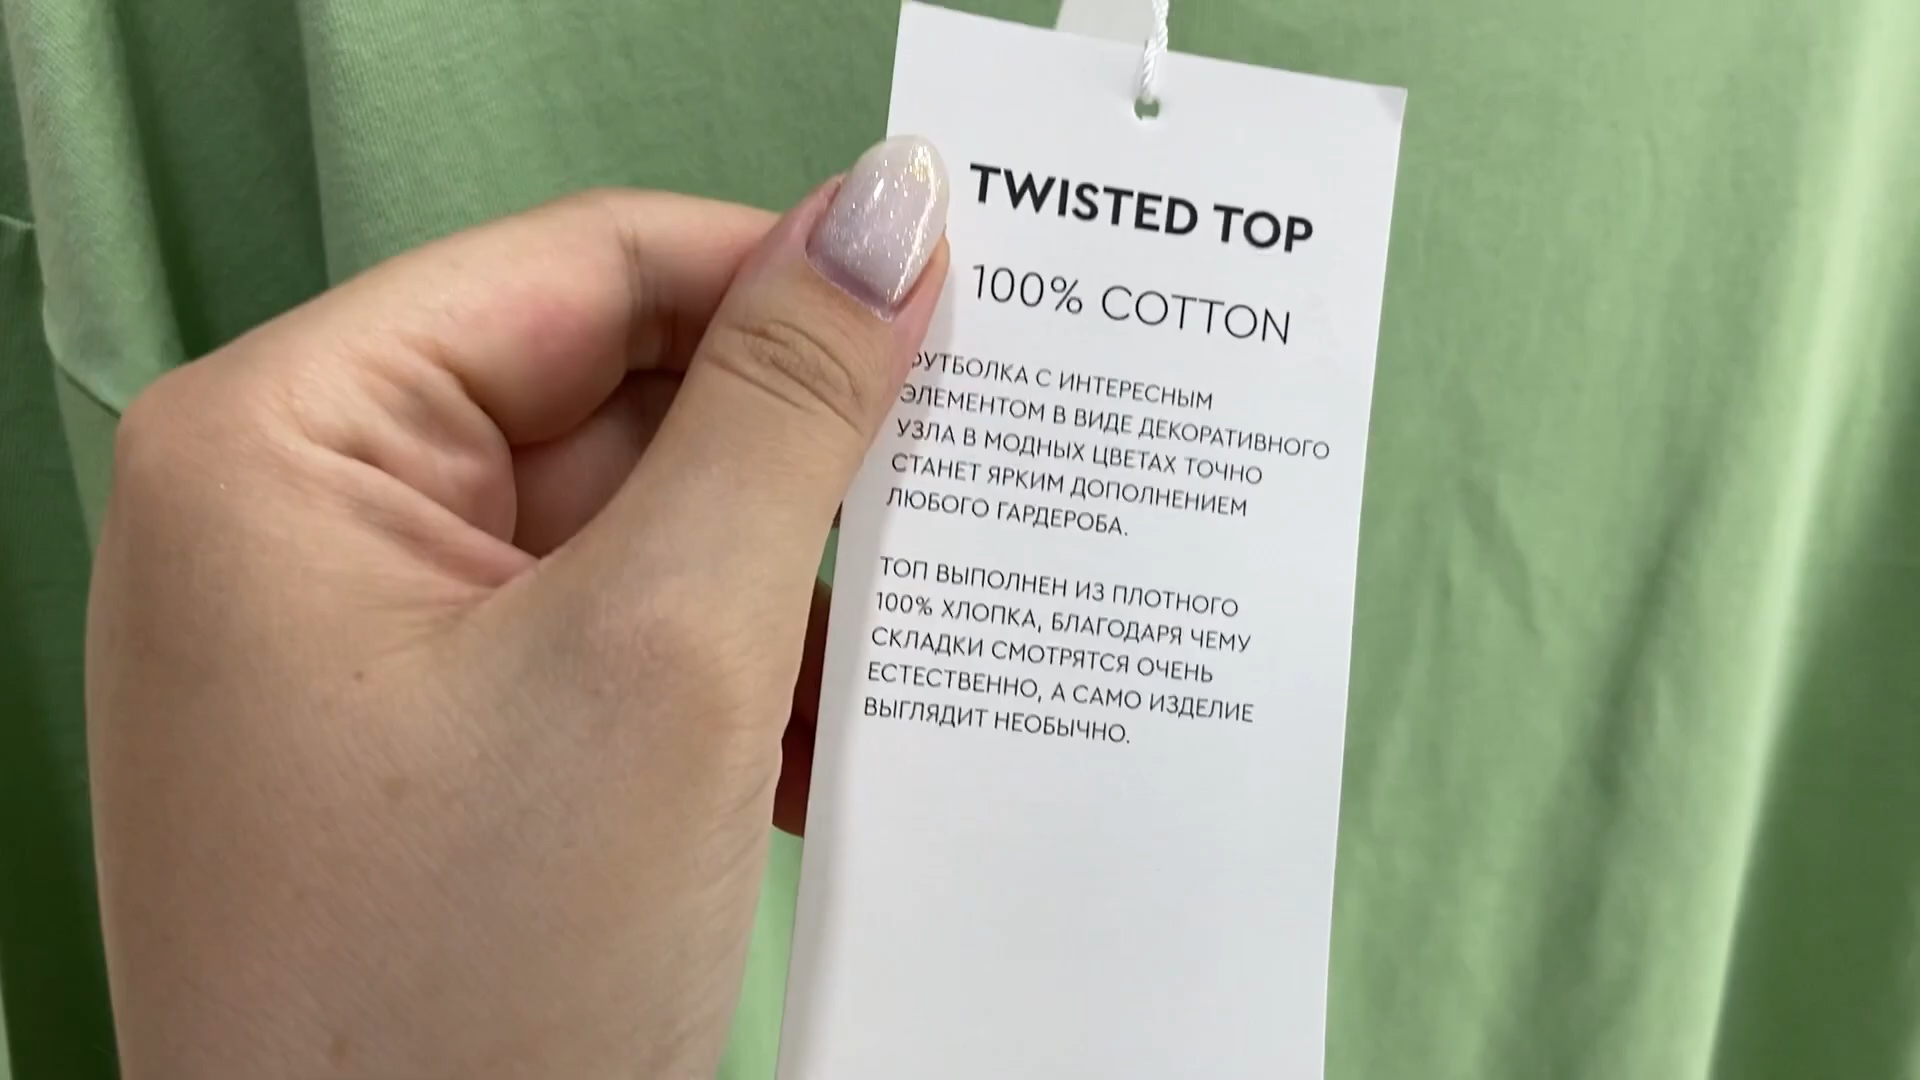 TWISTED TOP
100% COTTON
ФУТБОЛКА С ИНТЕРЕСНЫМ
ЭЛЕМЕНТОМ В ВИДЕ ДЕКОРАТИВНОГО
УЗЛА В МОДНЫХ ЦВЕТАХ ТОЧНО
СТАНЕТ ЯРКИМ ДОПОЛНЕНИЕМ
ЛЮБОГО ГАРДЕРОБА.
ТОП ВЫПОЛНЕН ИЗ ПЛОТНОГО
100% ХЛОПКА, БЛАГОДАРЯ ЧЕМУ
СКЛАДКИ СМОТРЯТСЯ ОЧЕНЬ
ЕСТЕСТВЕННО, А САМО ИЗДЕЛИЕ
ВЫГЛЯДИТ НЕОБЫЧНО.